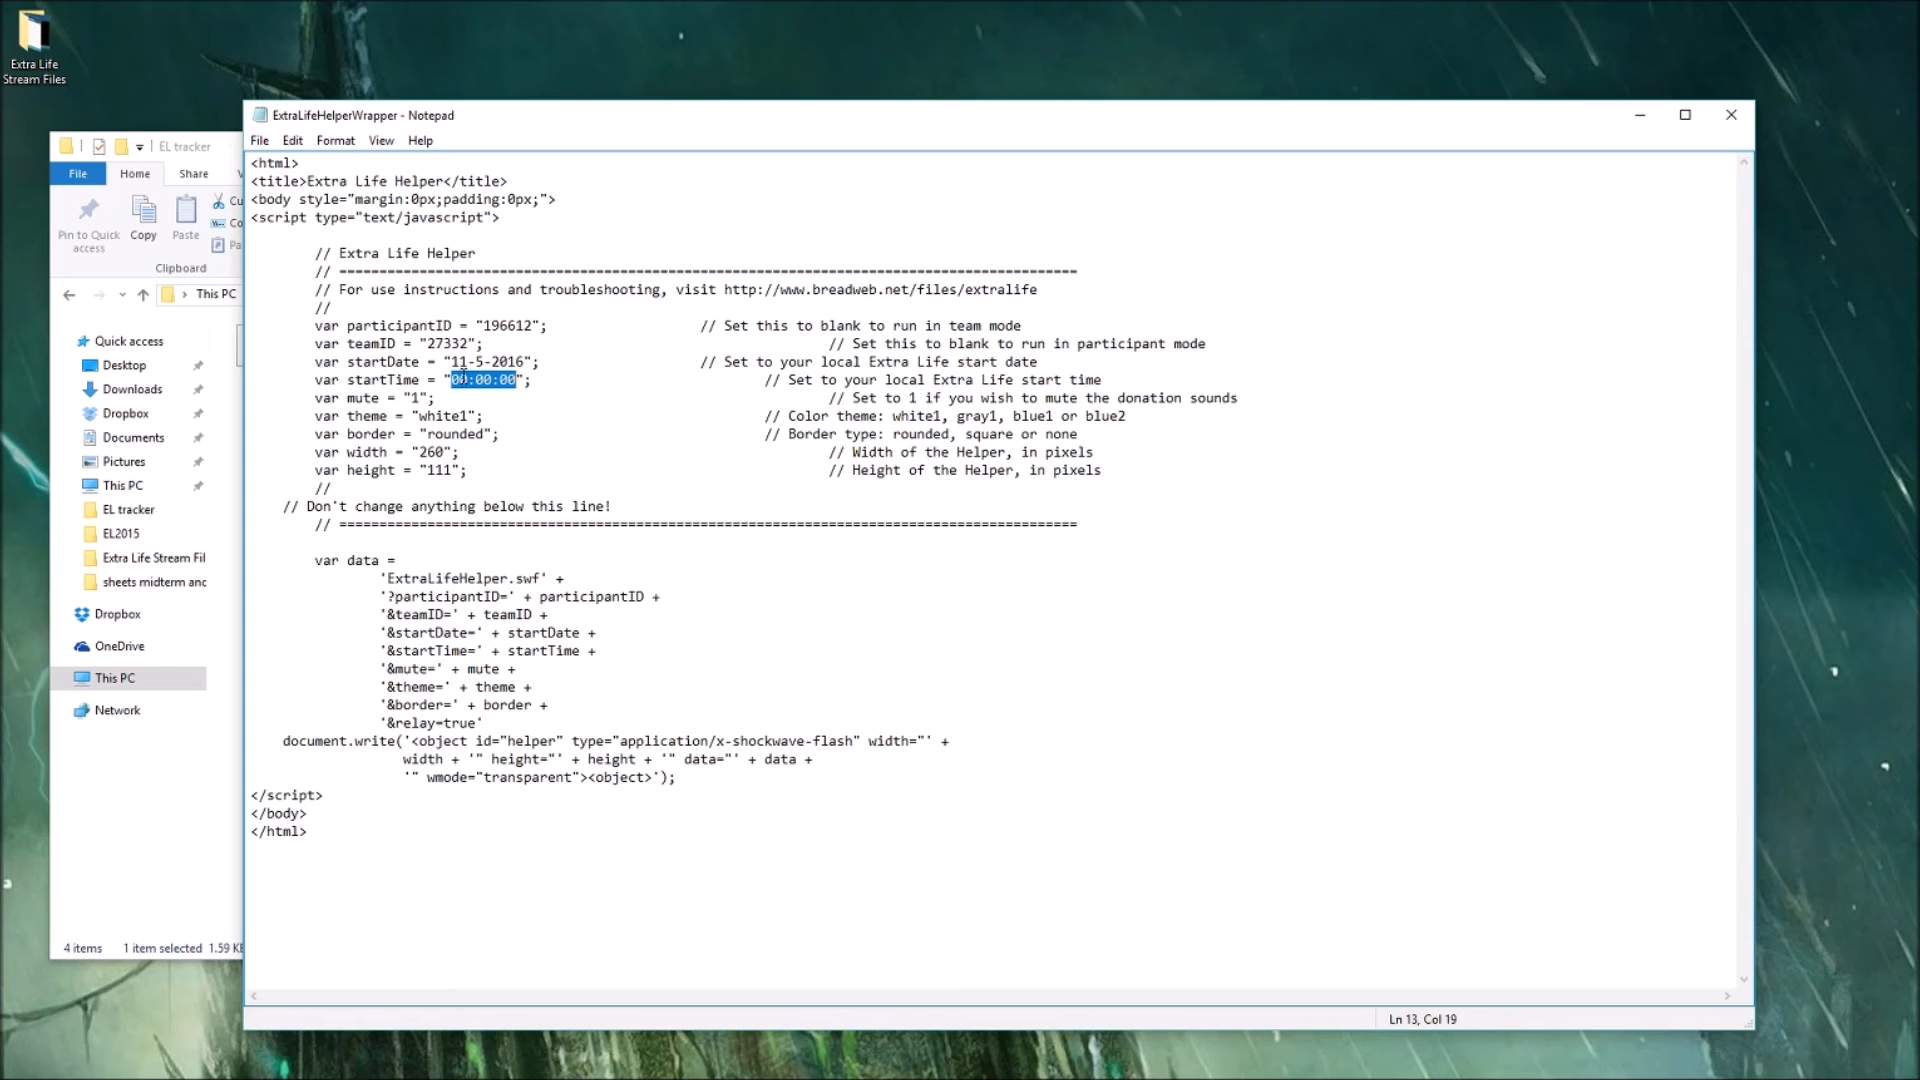 Extra Life
Stream Files
EL tracker
File
Home
Share
Pin to Quick
access
Copy
Paste
Clipboard
This PC
Quick access
Desktop
Downloads
Dropbox
Documents
Pictures
This PC
EL tracker
EL2015
Extra Life Stream Fil
sheets midterm anc
Dropbox
OneDrive
This PC
Network
4 items 1 item selected 1.59 KE
ExtraLifeHelperWrapper - Notepad
File Edit Format View Help
<html>
<title>Extra Life Helper</title>
<body style="margin:0px;padding:0px;">
<script type="text/javascript">
// Extra Life Helper
// ============================================================================================
// For use instructions and troubleshooting, visit http://www.breadweb.net/files/extralife
//
var participantID = "196612"; // Set this to blank to run in team mode
var teamID = "27332"; // Set this to blank to run in participant mode
var startDate = "11-5-2016"; // Set to your local Extra Life start date
var startTime = "00:00:00"; // Set to your local Extra Life start time
var mute = "1"; // Set to 1 if you wish to mute the donation sounds
var theme = "white1"; // Color theme: white1, gray1, blue1 or blue2
var border = "rounded"; // Border type: rounded, square or none
var width = "260"; // Width of the Helper, in pixels
var height = "111"; // Height of the Helper, in pixels
//
// Don't change anything below this line!
// ============================================================================================
var data =
'ExtraLifeHelper.swf' +
'?participantID=' + participantID +
'&teamID=' + teamID +
'&startDate=' + startDate +
'&startTime=' + startTime +
'&mute=' + mute +
'&theme=' + theme +
'&border=' + border +
'&relay=true'
document.write('<object id="helper" type="application/x-shockwave-flash" width="' +
width + '" height="' + height + '" data="' + data +
'" wmode="transparent"><object>');
</script>
</body>
</html>
Ln 13, Col 19